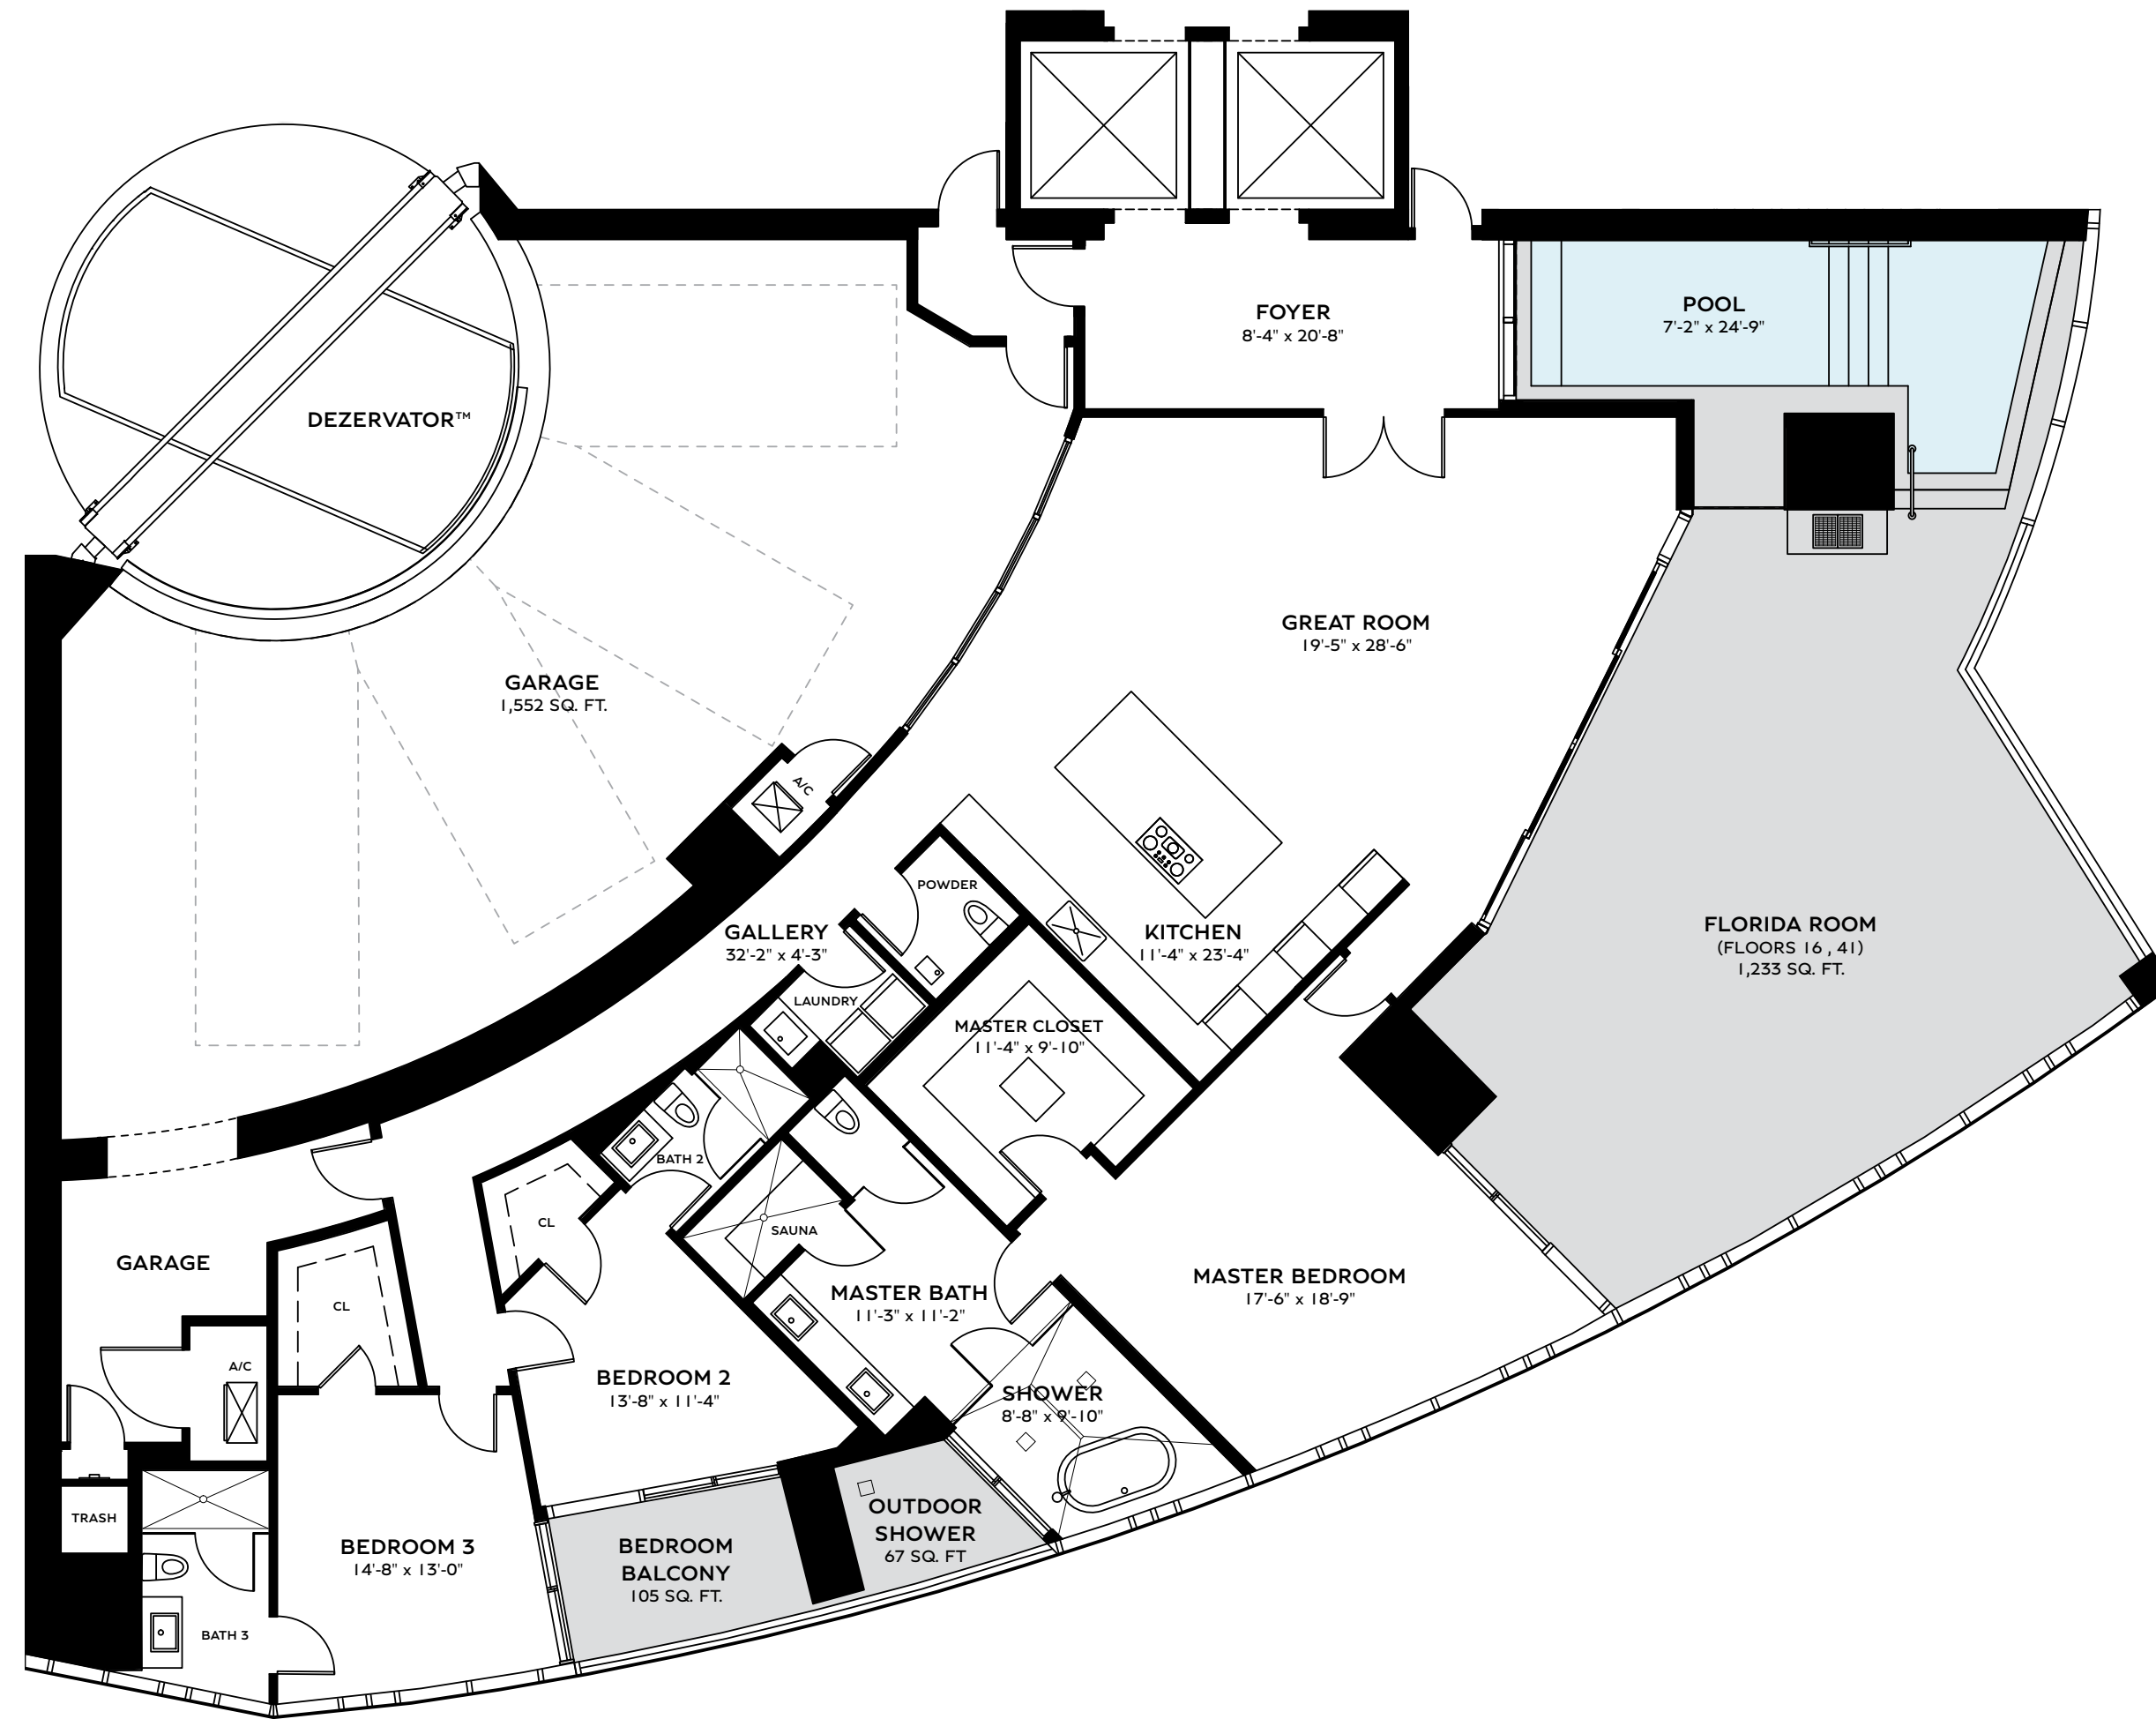 FOYER
8'-4" x 20'-8"
POOL
7'-2" x 24'-9"
DEZERVATOR™
GREAT ROOM
19'-5" x 28'-6"
GARAGE
1,552 SQ. FT.
A/C
POWDER
GALLERY
32'-2" x 4'-3"
KITCHEN
11'-4" x 23'-4"
FLORIDA ROOM
(FLOORS 16 , 41)
1,233 SQ. FT.
LAUNDRY
MASTER CLOSET
11'-4" x 9'-10"
BATH 2
CL
SAUNA
GARAGE
CL
MASTER BATH
11'-3" x 11'-2"
MASTER BEDROOM
17'-6" x 18'-9"
A/C
BEDROOM 2
13'-8" x 11'-4"
SHOWER
8'-8" x 9'-10"
TRASH
BEDROOM 3
14'-8" x 13'-0"
BEDROOM
BALCONY
105 SQ. FT.
OUTDOOR
SHOWER
67 SQ. FT
BATH 3